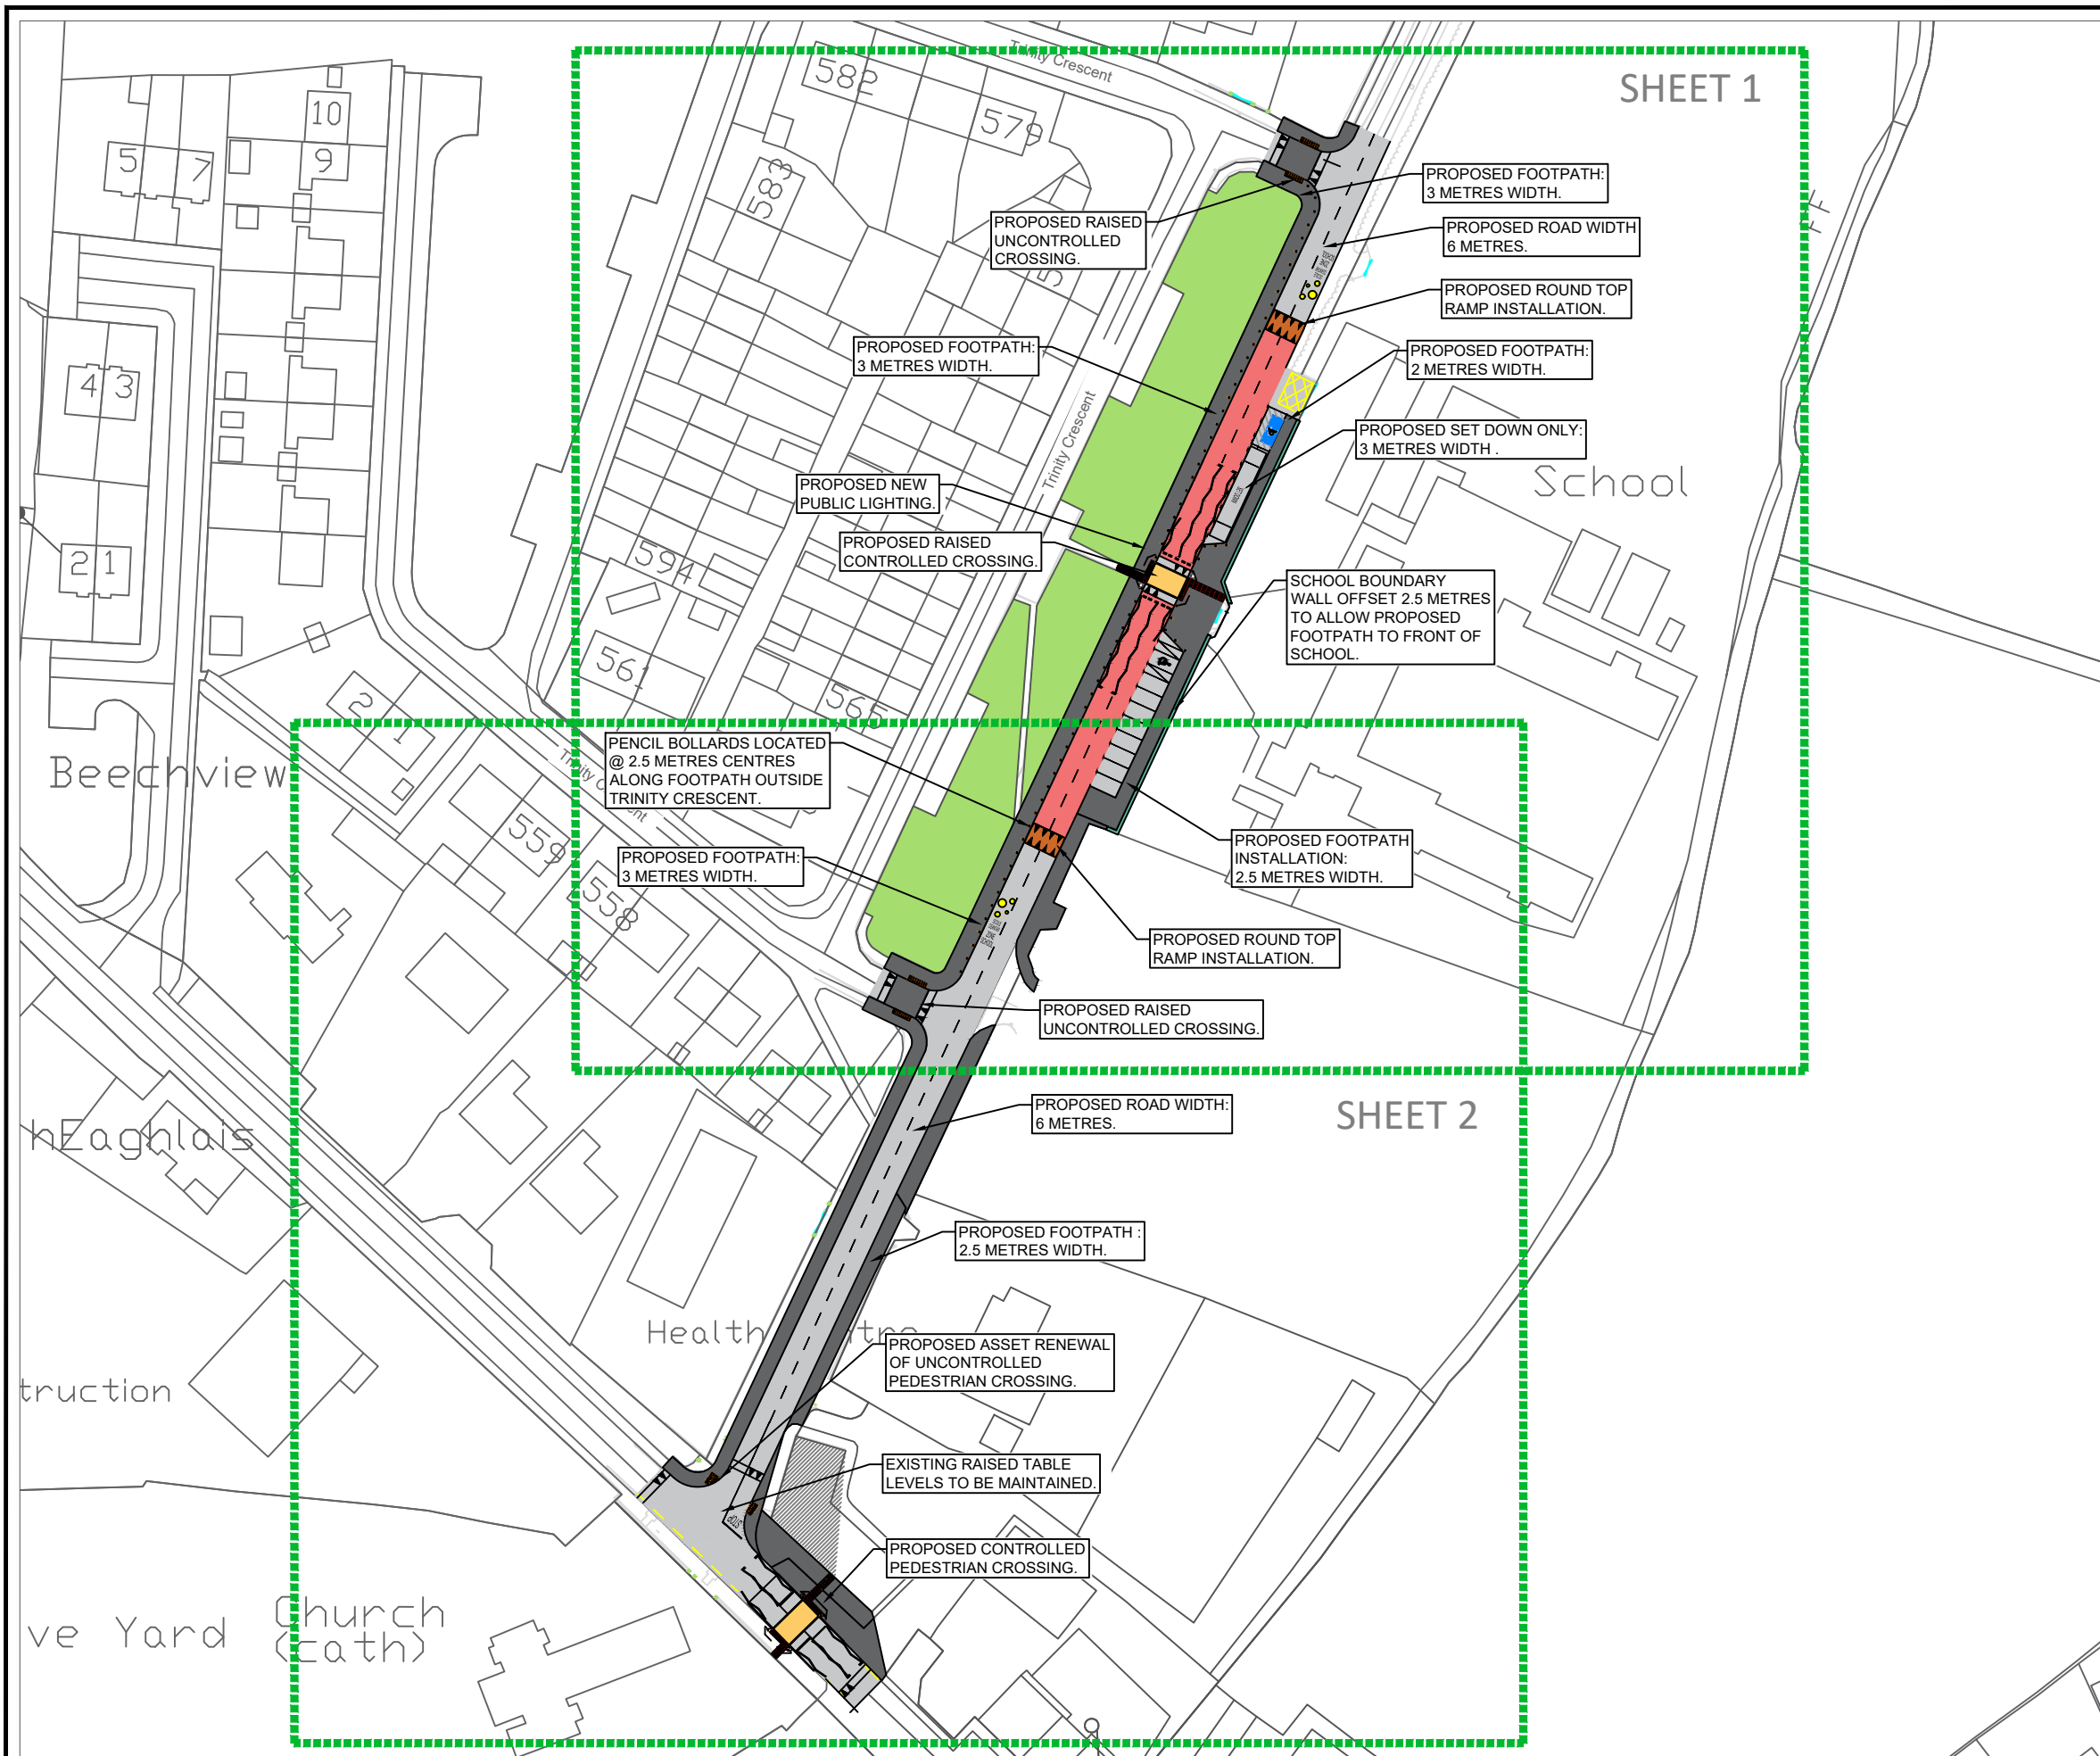 Trinity Crescent
SHEET 1
582
579
10
9
5
7
583
PROPOSED FOOTPATH:
3 METRES WIDTH.
PROPOSED RAISED
UNCONTROLLED
CROSSING.
PROPOSED ROAD WIDTH
6 METRES.
PROPOSED ROUND TOP
RAMP INSTALLATION.
PROPOSED FOOTPATH:
3 METRES WIDTH.
PROPOSED FOOTPATH:
2 METRES WIDTH.
4 3
Trinity Crescent
PROPOSED SET DOWN ONLY:
3 METRES WIDTH .
School
PROPOSED NEW
PUBLIC LIGHTING.
PROPOSED RAISED
CONTROLLED CROSSING.
2 1
594
SCHOOL BOUNDARY
WALL OFFSET 2.5 METRES
TO ALLOW PROPOSED
FOOTPATH TO FRONT OF
SCHOOL.
561
565
2
1
PENCIL BOLLARDS LOCATED
@ 2.5 METRES CENTRES
ALONG FOOTPATH OUTSIDE
TRINITY CRESCENT.
Beechview
Trinity
559
558
PROPOSED FOOTPATH:
3 METRES WIDTH.
PROPOSED FOOTPATH
INSTALLATION:
2.5 METRES WIDTH.
PROPOSED ROUND TOP
RAMP INSTALLATION.
PROPOSED RAISED
UNCONTROLLED CROSSING.
PROPOSED ROAD WIDTH:
6 METRES.
SHEET 2
hEaghlais
PROPOSED FOOTPATH :
2.5 METRES WIDTH.
Health
PROPOSED ASSET RENEWAL
OF UNCONTROLLED
PEDESTRIAN CROSSING.
truction
EXISTING RAISED TABLE
LEVELS TO BE MAINTAINED.
STOP
PROPOSED CONTROLLED
PEDESTRIAN CROSSING.
ve Yard
Church
(cath)